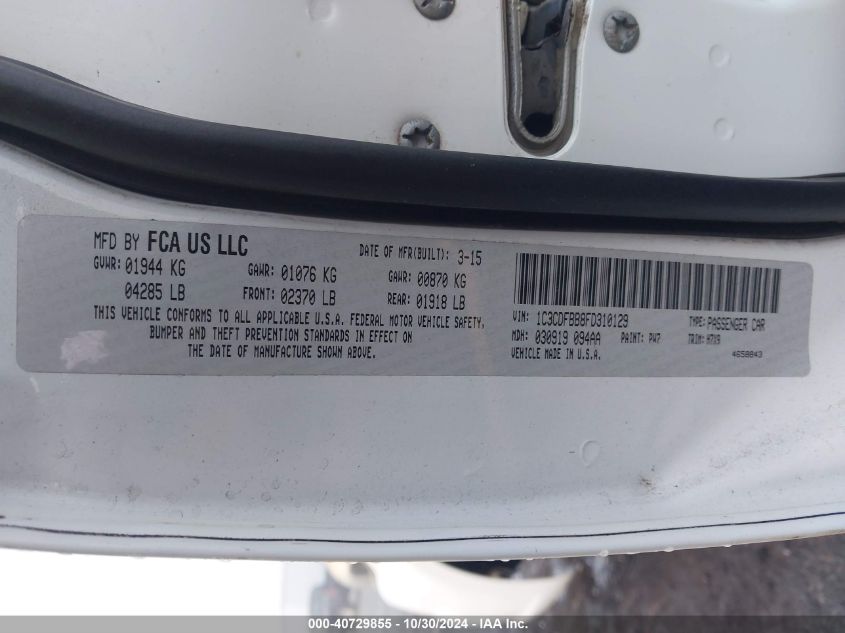 MFD BY FCA US LLC DATE OF MFR(BUILT): 3-15
GVWR: 01944 KG GAWR: 01076 KG GAWR: 00870 KG
04285 LB FRONT: 02370 LB REAR: 01918 LB
THIS VEHICLE CONFORMS TO ALL APPLICABLE U.S.A. FEDERAL MOTOR VEHICLE SAFETY,
BUMPER AND THEFT PREVENTION STANDARDS IN EFFECT ON
THE DATE OF MANUFACTURE SHOWN ABOVE.
VIN: 1C3CDFBB8FD310129 TYPE: PASSENGER CAR
MDH: 030919 094AA PAINT: PW7 TRIM: H7X9
VEHICLE MADE IN U.S.A. 4658843
000-40729855 - 10/30/2024 - IAA Inc.